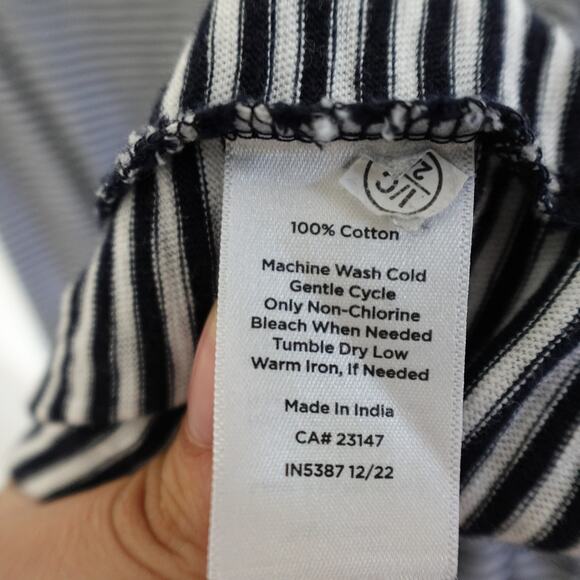 100% Cotton
Machine Wash Cold
Gentle Cycle
Only Non-Chlorine
Bleach When Needed
Tumble Dry Low
Warm Iron, If Needed
Made In India
CA# 23147
IN5387 12/22